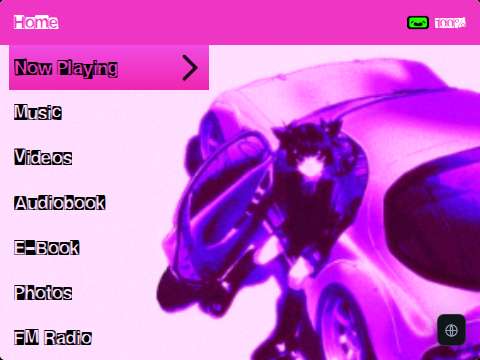 Home
100%
Now Playing
Music
Videos
Audiobook
E-Book
Photos
FM Radio